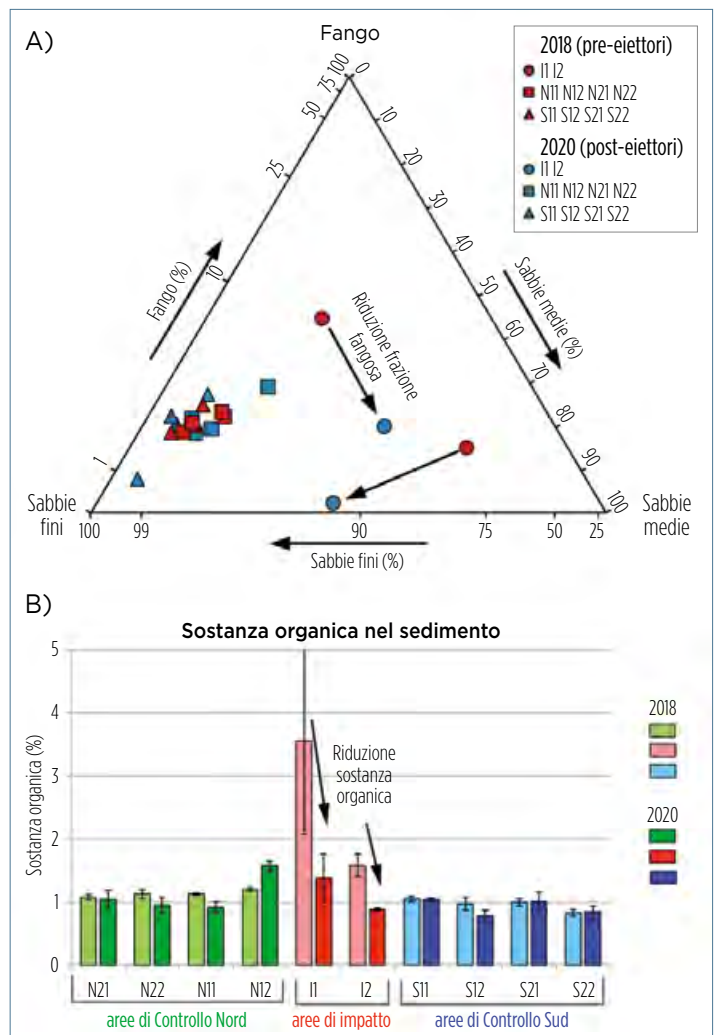 A)
Fango
2018 (pre-eiettori)
I1 I2
N11 N12 N21 N22
S11 S12 S21 S22
2020 (post-eiettori)
I1 I2
N11 N12 N21 N22
S11 S12 S21 S22
100
75
50
25
10
1
0
10
20
30
40
50
60
70
80
90
100
Fango (%)
Sabbie medie (%)
Riduzione frazione
fangosa
Sabbie
fini
Sabbie
medie
100 99 90 75 50 25
Sabbie fini (%)
B)
Sostanza organica nel sedimento
Sostanza organica (%)
5
4
3
2
1
0
Riduzione
sostanza
organica
2018
2020
N21 N22 N11 N12 I1 I2 S11 S12 S21 S22
aree di Controllo Nord aree di impatto aree di Controllo Sud